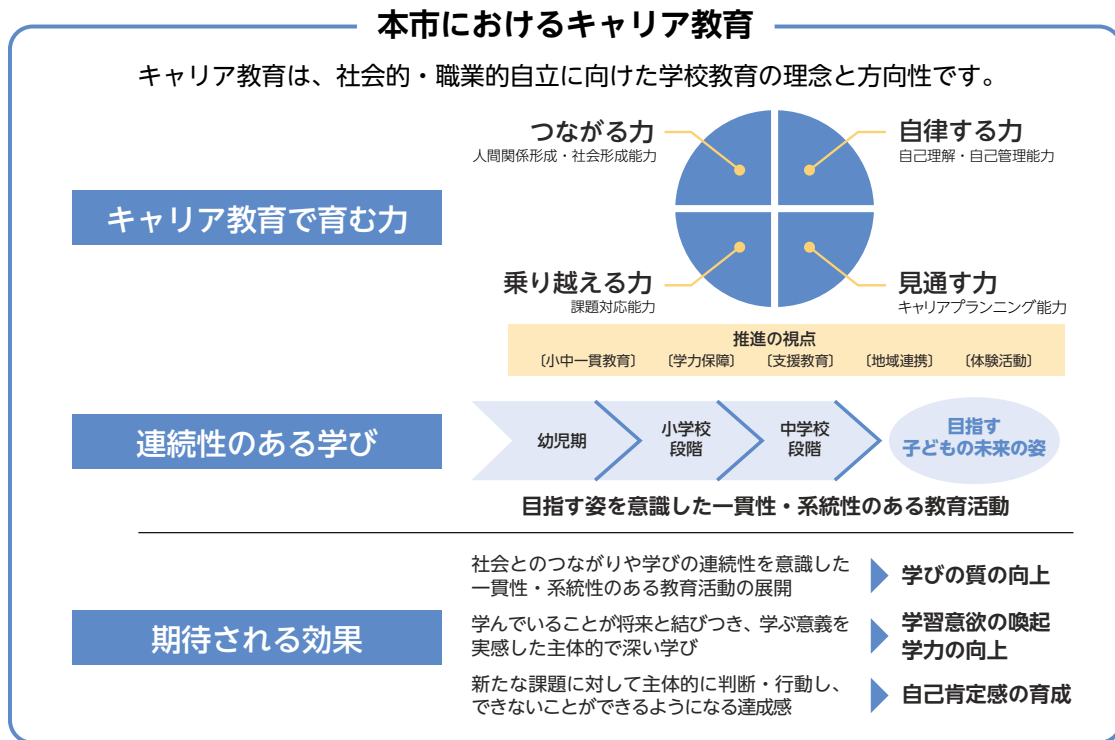 本市におけるキャリア教育
キャリア教育は、社会的・職業的自立に向けた学校教育の理念と方向性です。
キャリア教育で育む力
つながる力
人間関係形成・社会形成能力
自律する力
自己理解・自己管理能力
乗り越える力
課題対応能力
見通す力
キャリアプランニング能力
推進の視点
〔小中一貫教育〕 〔学力保障〕 〔支援教育〕 〔地域連携〕 〔体験活動〕
連続性のある学び
幼児期
小学校
段階
中学校
段階
目指す
子どもの未来の姿
目指す姿を意識した一貫性・系統性のある教育活動
期待される効果
社会とのつながりや学びの連続性を意識した
一貫性・系統性のある教育活動の展開
学びの質の向上
学んでいることが将来と結びつき、学ぶ意義を
実感した主体的で深い学び
学習意欲の喚起
学力の向上
新たな課題に対して主体的に判断・行動し、
できないことができるようになる達成感
自己肯定感の育成